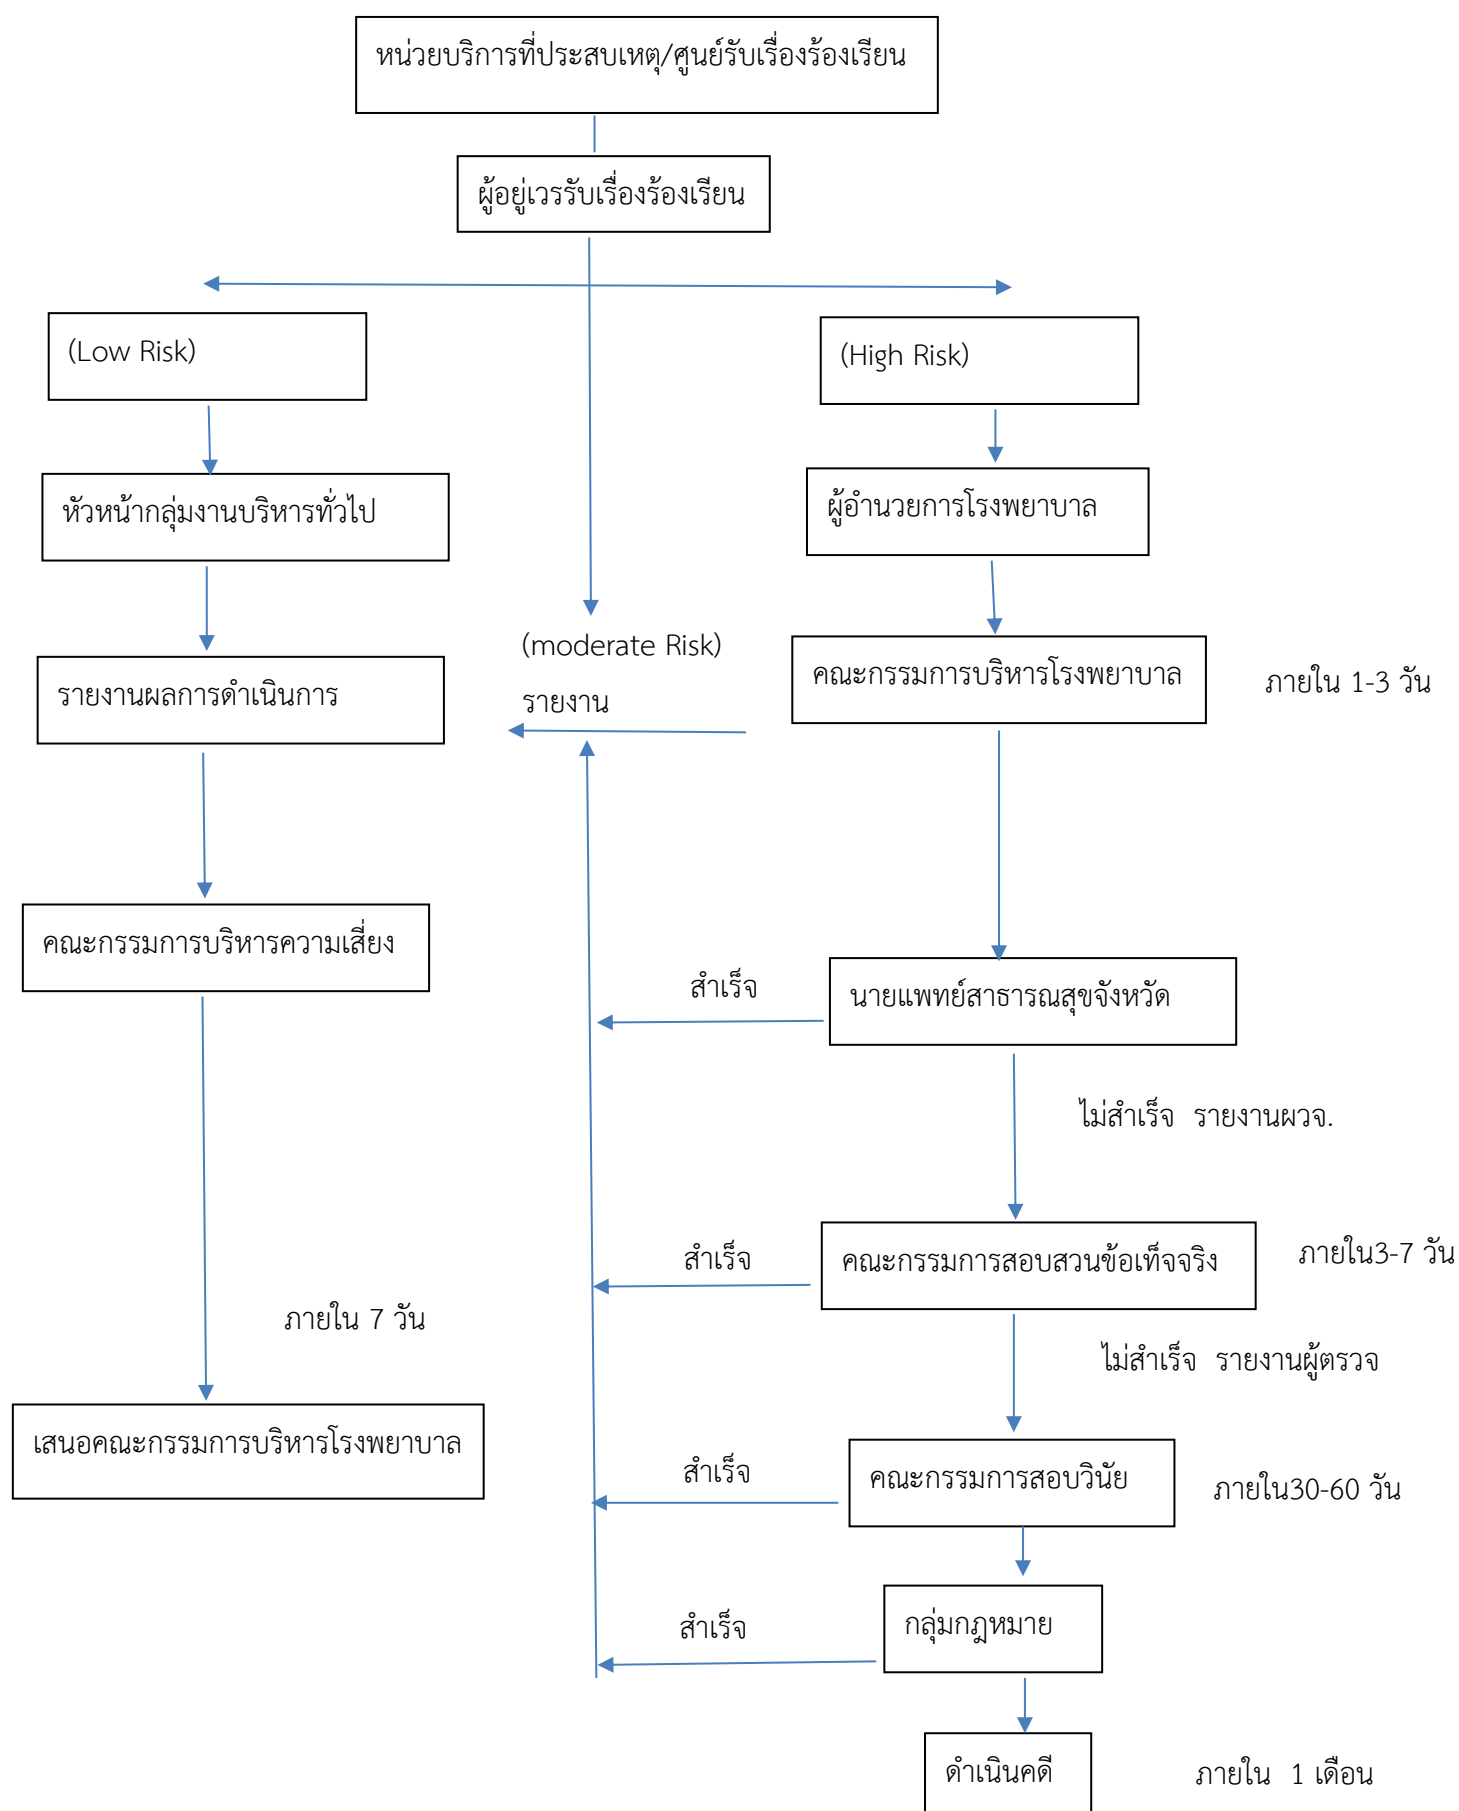 หน่วยบริการที่ประสบเหตุ/ศูนย์รับเรื่องร้องเรียน
ผู้อยู่เวรรับเรื่องร้องเรียน
(Low Risk)
(High Risk)
หัวหน้ากลุ่มงานบริหารทั่วไป
ผู้อำนวยการโรงพยาบาล
(moderate Risk)
รายงาน
รายงานผลการดำเนินการ
คณะกรรมการบริหารโรงพยาบาล
ภายใน 1-3 วัน
คณะกรรมการบริหารความเสี่ยง
สำเร็จ
นายแพทย์สาธารณสุขจังหวัด
ไม่สำเร็จ  รายงานผวจ.
สำเร็จ
คณะกรรมการสอบสวนข้อเท็จจริง
ภายใน3-7 วัน
ภายใน 7 วัน
ไม่สำเร็จ  รายงานผู้ตรวจ
เสนอคณะกรรมการบริหารโรงพยาบาล
สำเร็จ
คณะกรรมการสอบวินัย
ภายใน30-60 วัน
สำเร็จ
กลุ่มกฎหมาย
ดำเนินคดี
ภายใน  1 เดือน